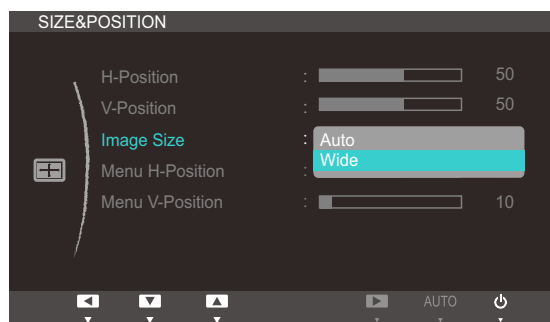 SIZE&POSITION
H-Position : 50
V-Position : 50
Image Size : Auto
Wide
Menu H-Position :
Menu V-Position : 10
AUTO